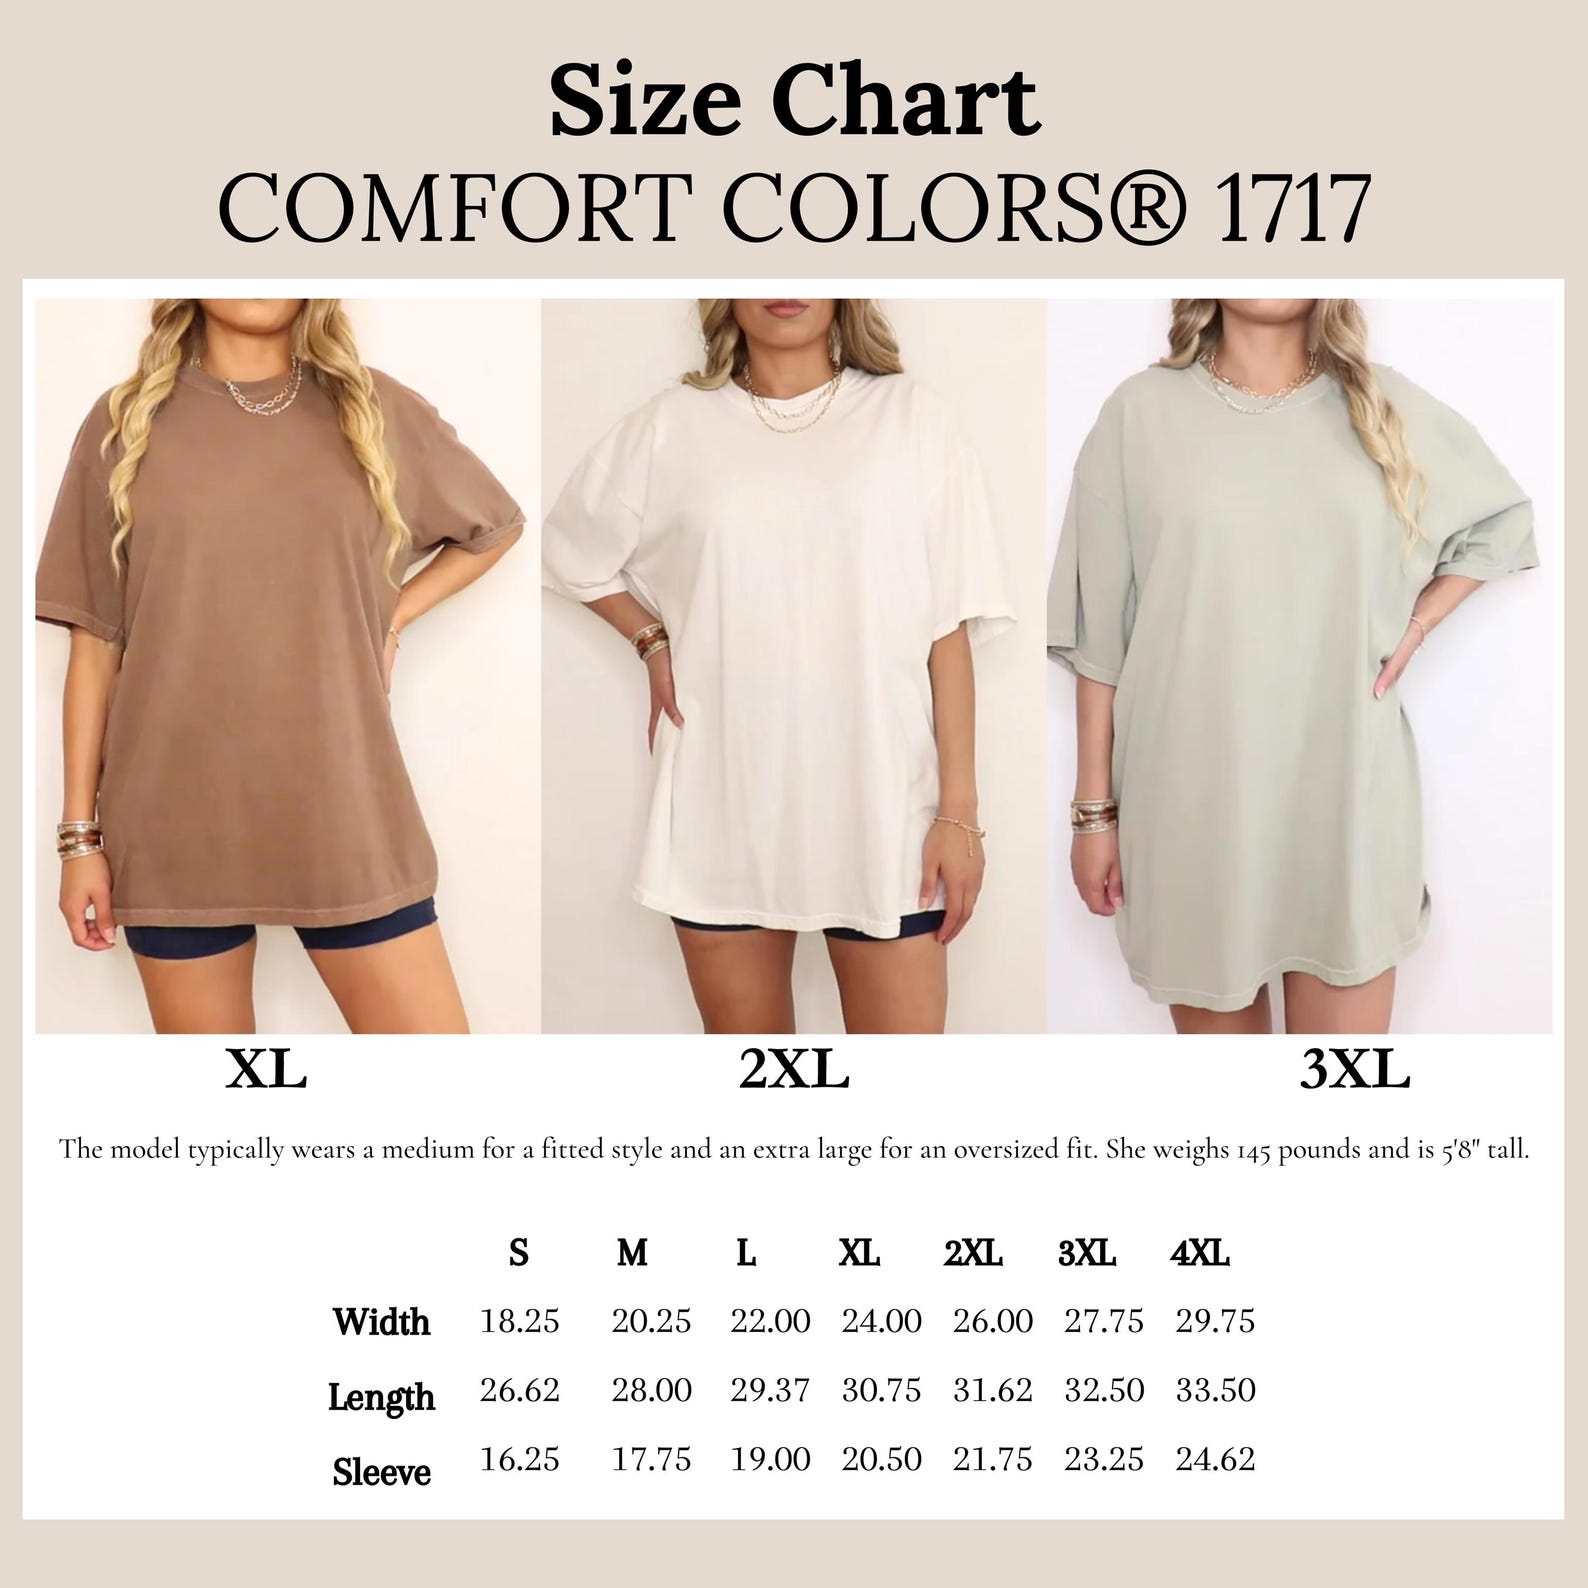 Size Chart
COMFORT COLORS® 1717
XL 2XL 3XL
The model typically wears a medium for a fitted style and an extra large for an oversized fit. She weighs 145 pounds and is 5'8" tall.
S M L XL 2XL 3XL 4XL
Width 18.25 20.25 22.00 24.00 26.00 27.75 29.75
Length 26.62 28.00 29.37 30.75 31.62 32.50 33.50
Sleeve 16.25 17.75 19.00 20.50 21.75 23.25 24.62